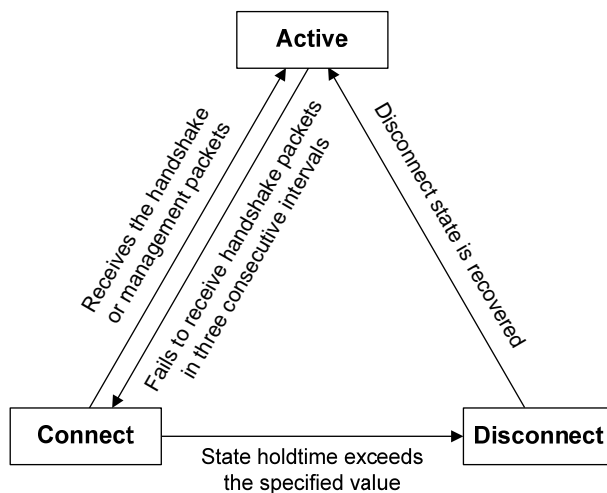 Active
Receives the handshake
or management packets
Fails to receive handshake packets
in three consecutive intervals
Disconnect state is recovered
Connect
Disconnect
State holdtime exceeds
the specified value